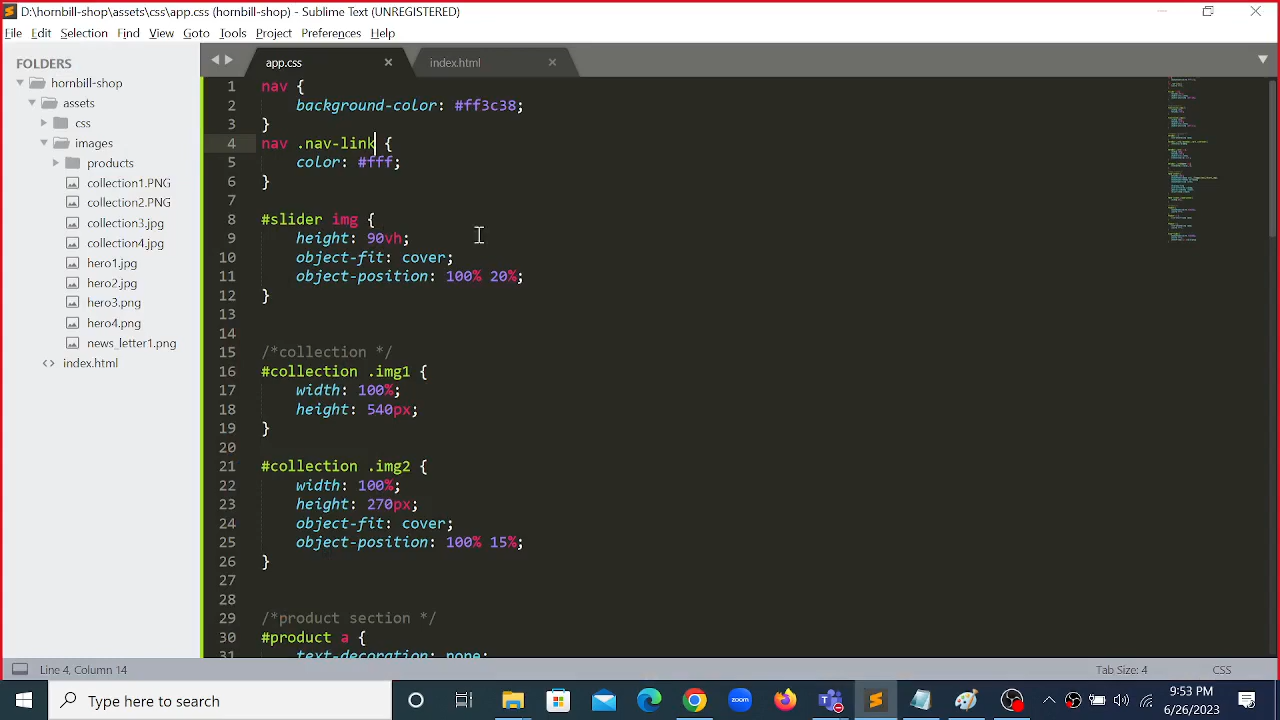 D:\hornbill-shop\assets\css\app.css (hornbill-shop) - Sublime Text (UNREGISTERED)
File Edit Selection Find View Goto Tools Project Preferences Help
FOLDERS
hornbill-shop
assets
css
images
products
collection1.PNG
collection2.PNG
collection3.jpg
collection4.jpg
hero1.jpg
hero2.jpg
hero3.png
hero4.png
news_letter1.png
index.html
app.css index.html
1 nav {
2 background-color: #ff3c38;
3 }
4 nav .nav-link {
5 color: #fff;
6 }
7
8 #slider img {
9 height: 90vh;
10 object-fit: cover;
11 object-position: 100% 20%;
12 }
13
14
15 /*collection */
16 #collection .img1 {
17 width: 100%;
18 height: 540px;
19 }
20
21 #collection .img2 {
22 width: 100%;
23 height: 270px;
24 object-fit: cover;
25 object-position: 100% 15%;
26 }
27
28
29 /*product section */
30 #product a {
31 text-decoration: none;
Line 4, Column 14 Tab Size: 4 CSS
Type here to search
9:53 PM
6/26/2023